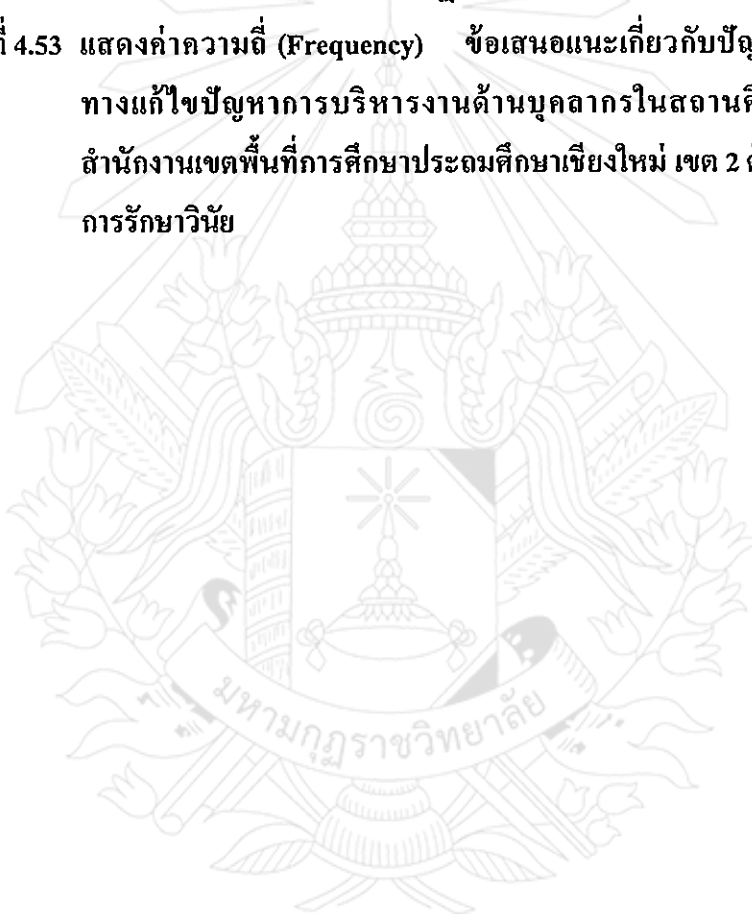 ที่ 4.53 แสดงค่าความถี่ (Frequency) ข้อเสนอแนะเกี่ยวกับปัญ
ทางแก้ไขปัญหาการบริหารงานด้านบุคลากรในสถานศึ
สำนักงานเขตพื้นที่การศึกษาประถมศึกษาเชียงใหม่ เขต 2 ด้
การรักษาวินัย
มหามกุฏราชวิทยาลัย